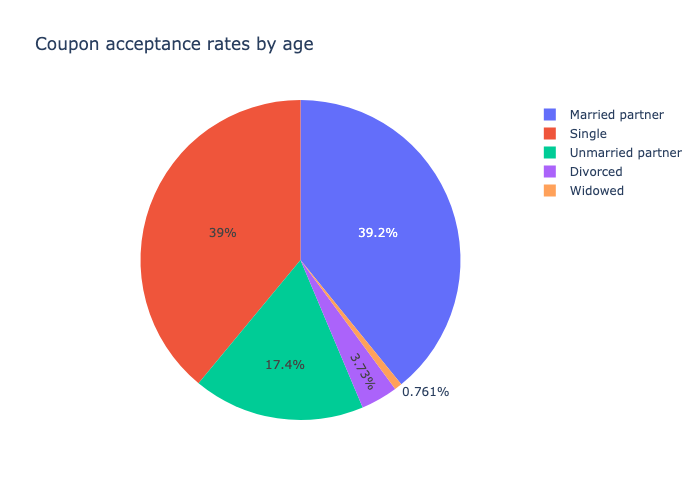 Coupon acceptance rates by age
Married partner
Single
Unmarried partner
Divorced
Widowed
39%
39.2%
17.4%
3.73%
0.761%